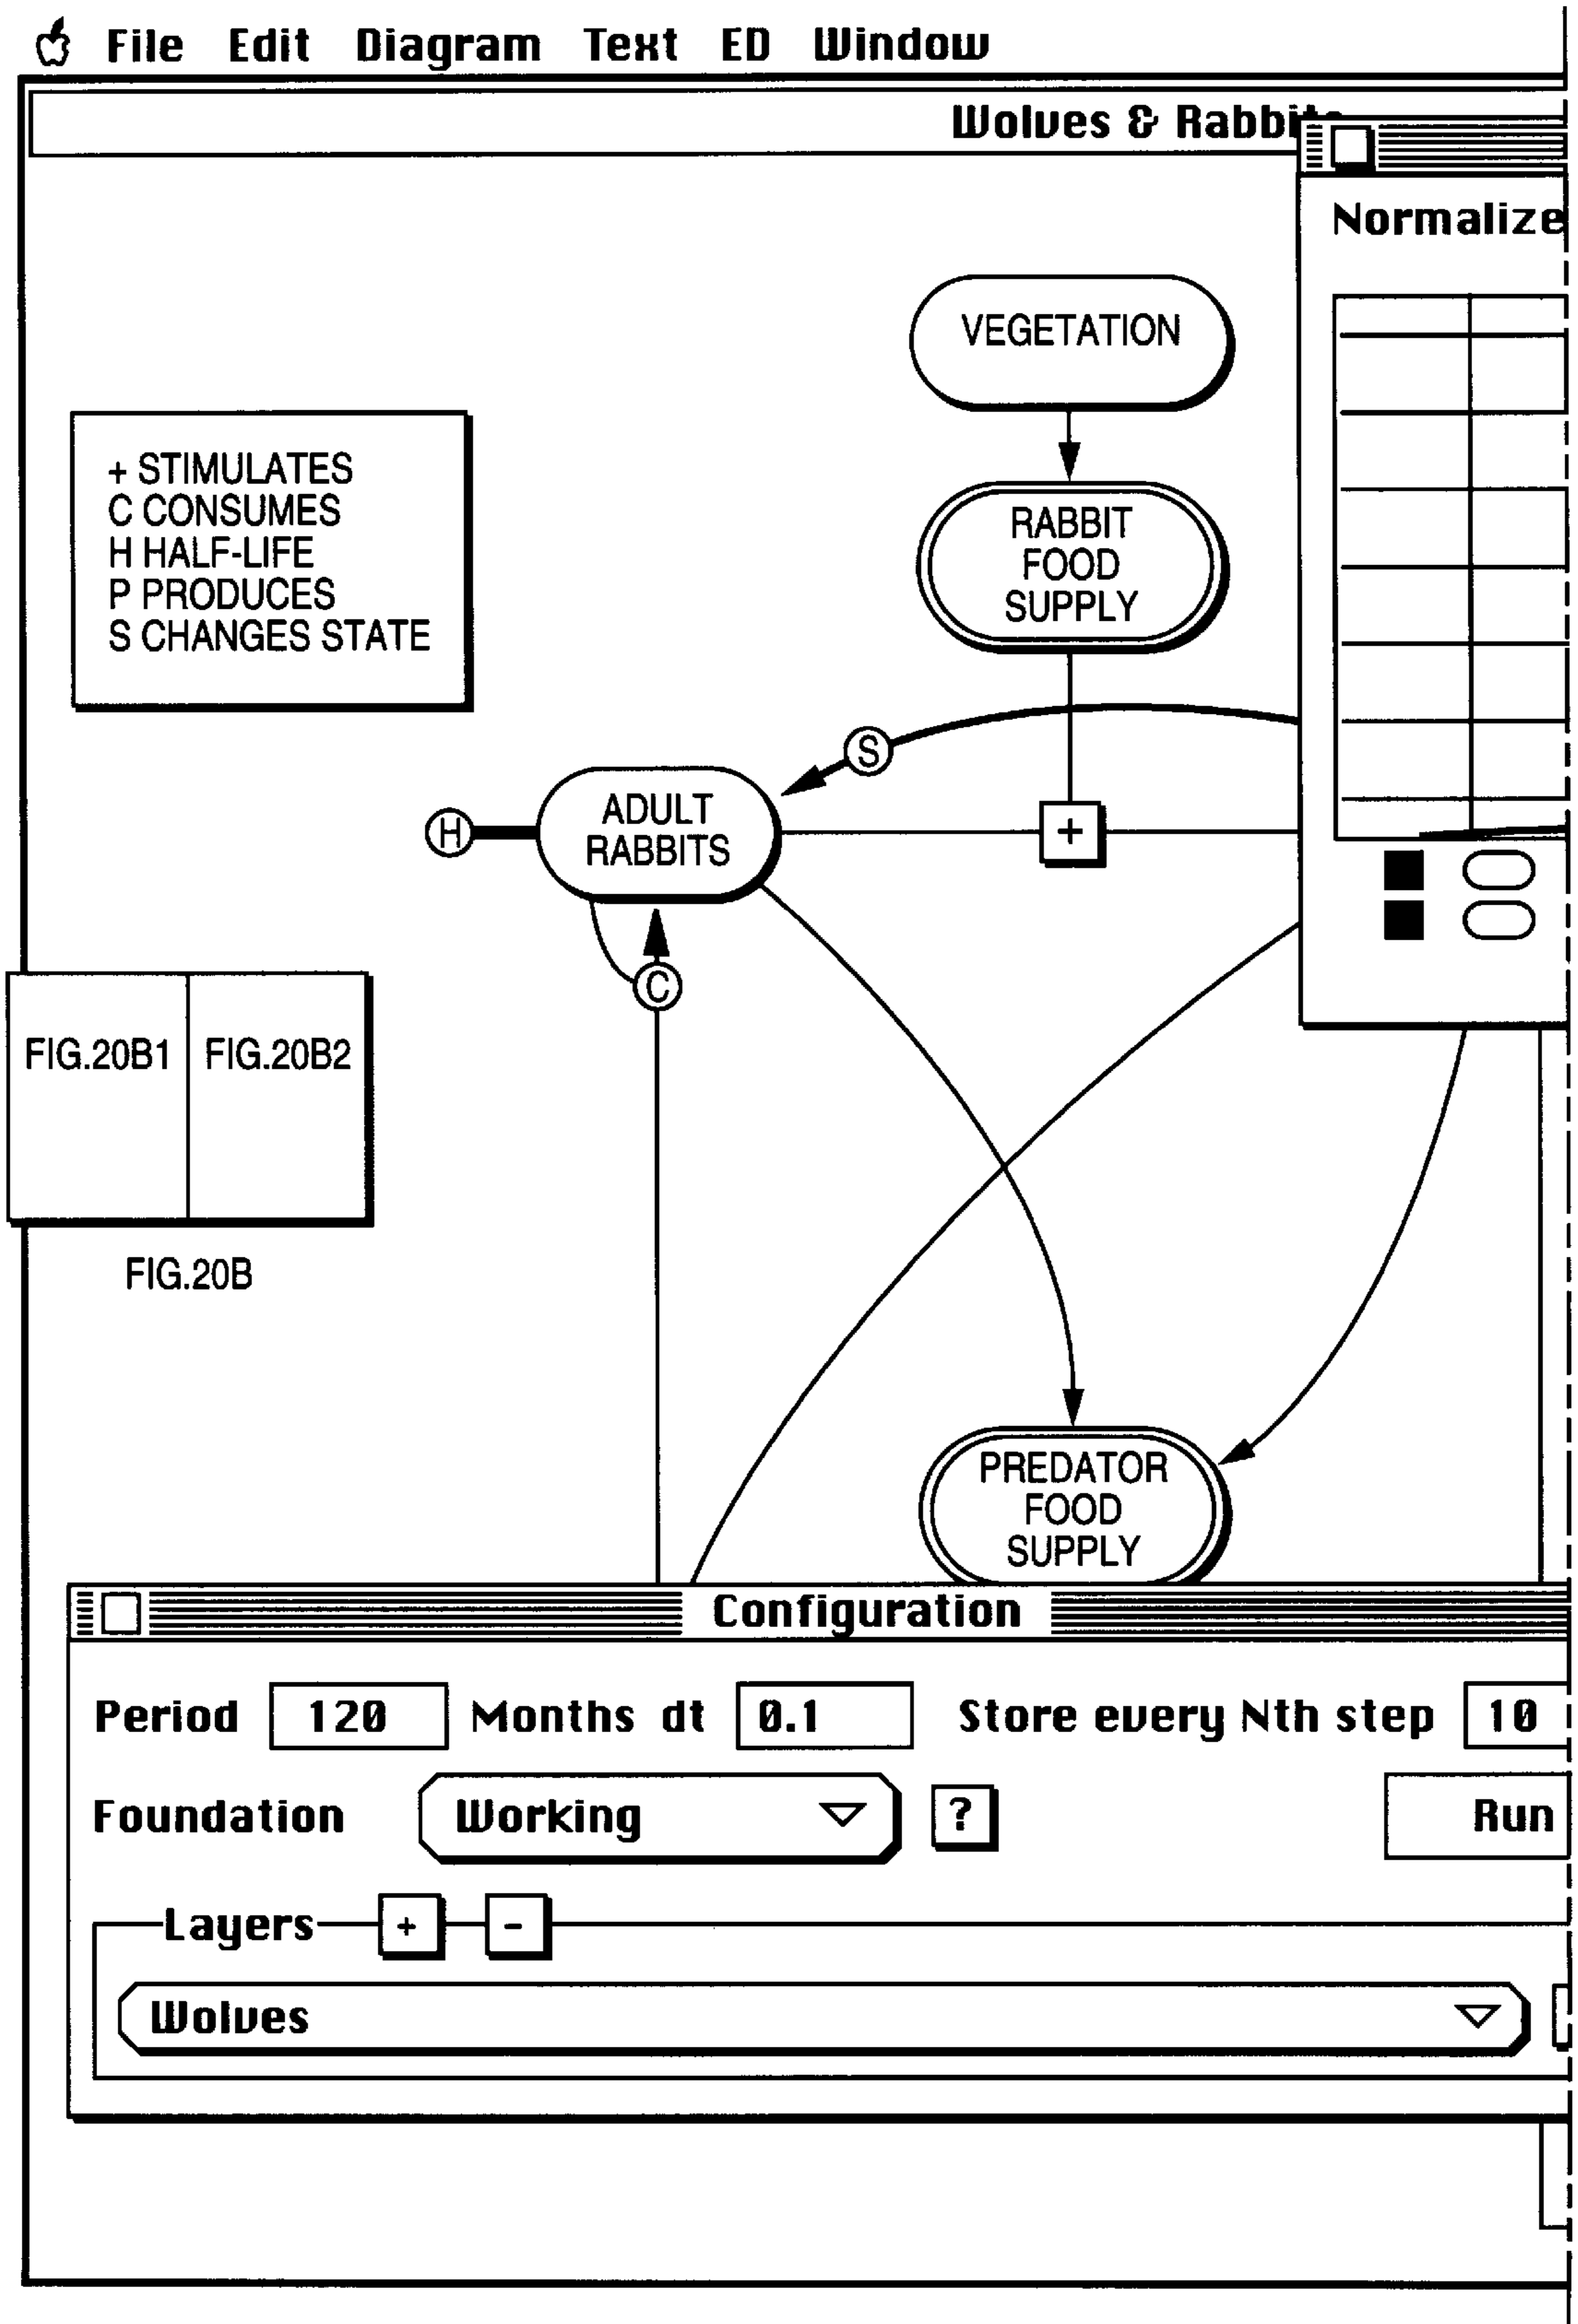 File Edit Diagram Text ED Window
Wolves & Rabbits
Normalize
VEGETATION
+ STIMULATES
C CONSUMES
H HALF-LIFE
P PRODUCES
S CHANGES STATE
RABBIT
FOOD
SUPPLY
S
H
ADULT
RABBITS
+
C
FIG.20B1 FIG.20B2
FIG.20B
PREDATOR
FOOD
SUPPLY
Configuration
Period 120 Months dt 0.1 Store every Nth step 10
Foundation Working ? Run
Layers + -
Wolves